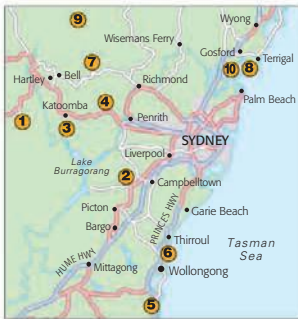 Wyong
9
Wisemans Ferry
Gosford
7
10
8
Terrigal
Hartley
Bell
Richmond
Palm Beach
4
Katoomba
1
3
Penrith
SYDNEY
Lake
Burragorang
Liverpool
2
Campbelltown
Picton
PRINCES HWY
Garie Beach
Bargo
Thirroul
Tasman
Sea
HUME HWY
6
Mittagong
Wollongong
5